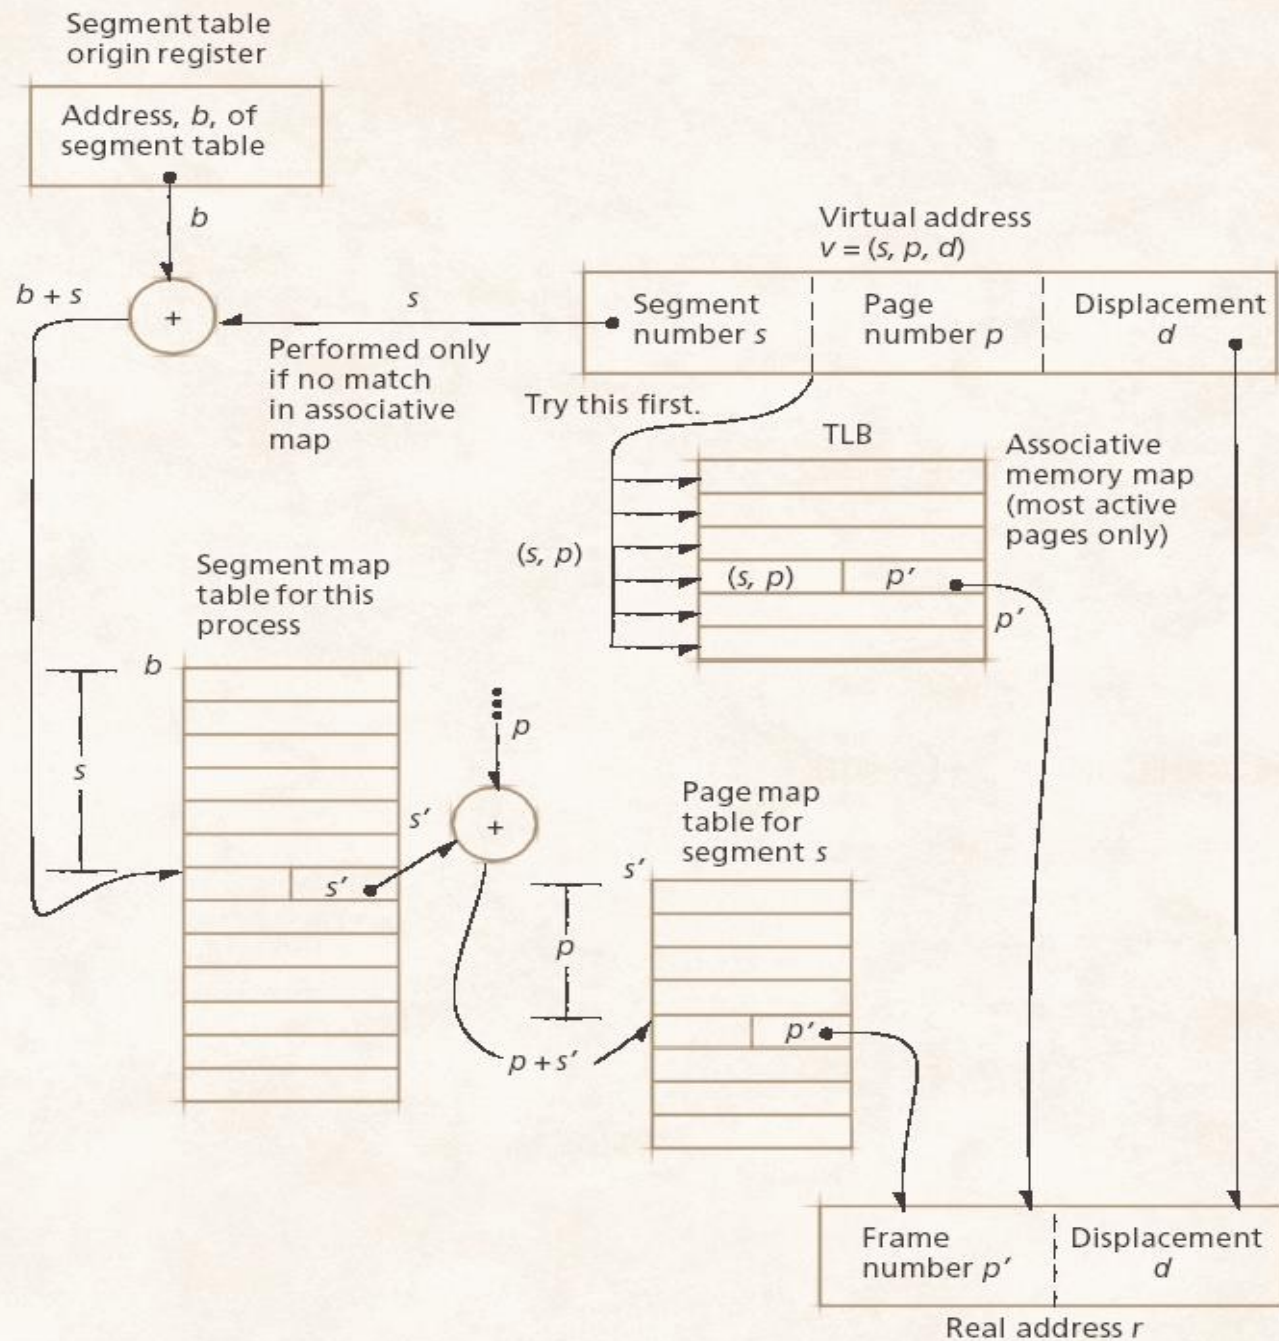 Segment table
origin register
Address, b, of
segment table
b
Virtual address
v = (s, p, d)
b + s
+
s
Segment
number s
Page
number p
Displacement
d
Performed only
if no match
in associative
map
Try this first.
TLB
Associative
memory map
(most active
pages only)
(s, p)
(s, p)
p′
p′
Segment map
table for this
process
b
s
s′
p
s′
+
Page map
table for
segment s
s′
p
p′
p + s′
Frame
number p′
Displacement
d
Real address r